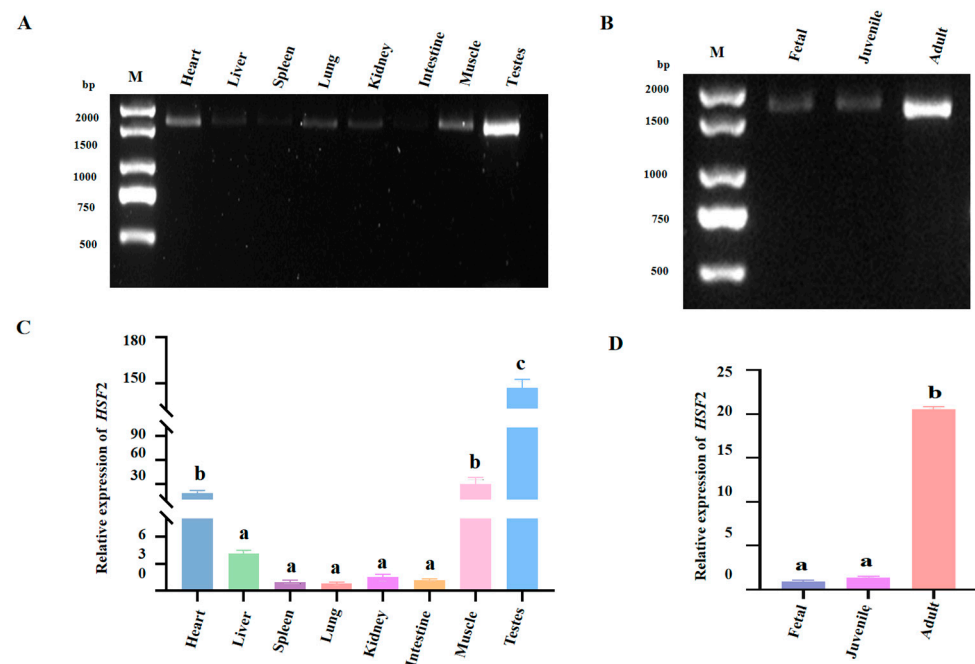 A
bp
M
Heart
Liver
Spleen
Lung
Kidney
Intestine
Muscle
Testes
2000
1500
1000
750
500
B
bp
M
Fetal
Juvenile
Adult
2000
1500
1000
750
500
C
Relative expression of HSF2
180
150
90
60
30
6
3
0
b
a
a
a
a
a
b
c
Heart
Liver
Spleen
Lung
Kidney
Intestine
Muscle
Testes
D
Relative expression of HSF2
25
20
15
10
5
0
a
a
b
Fetal
Juvenile
Adult